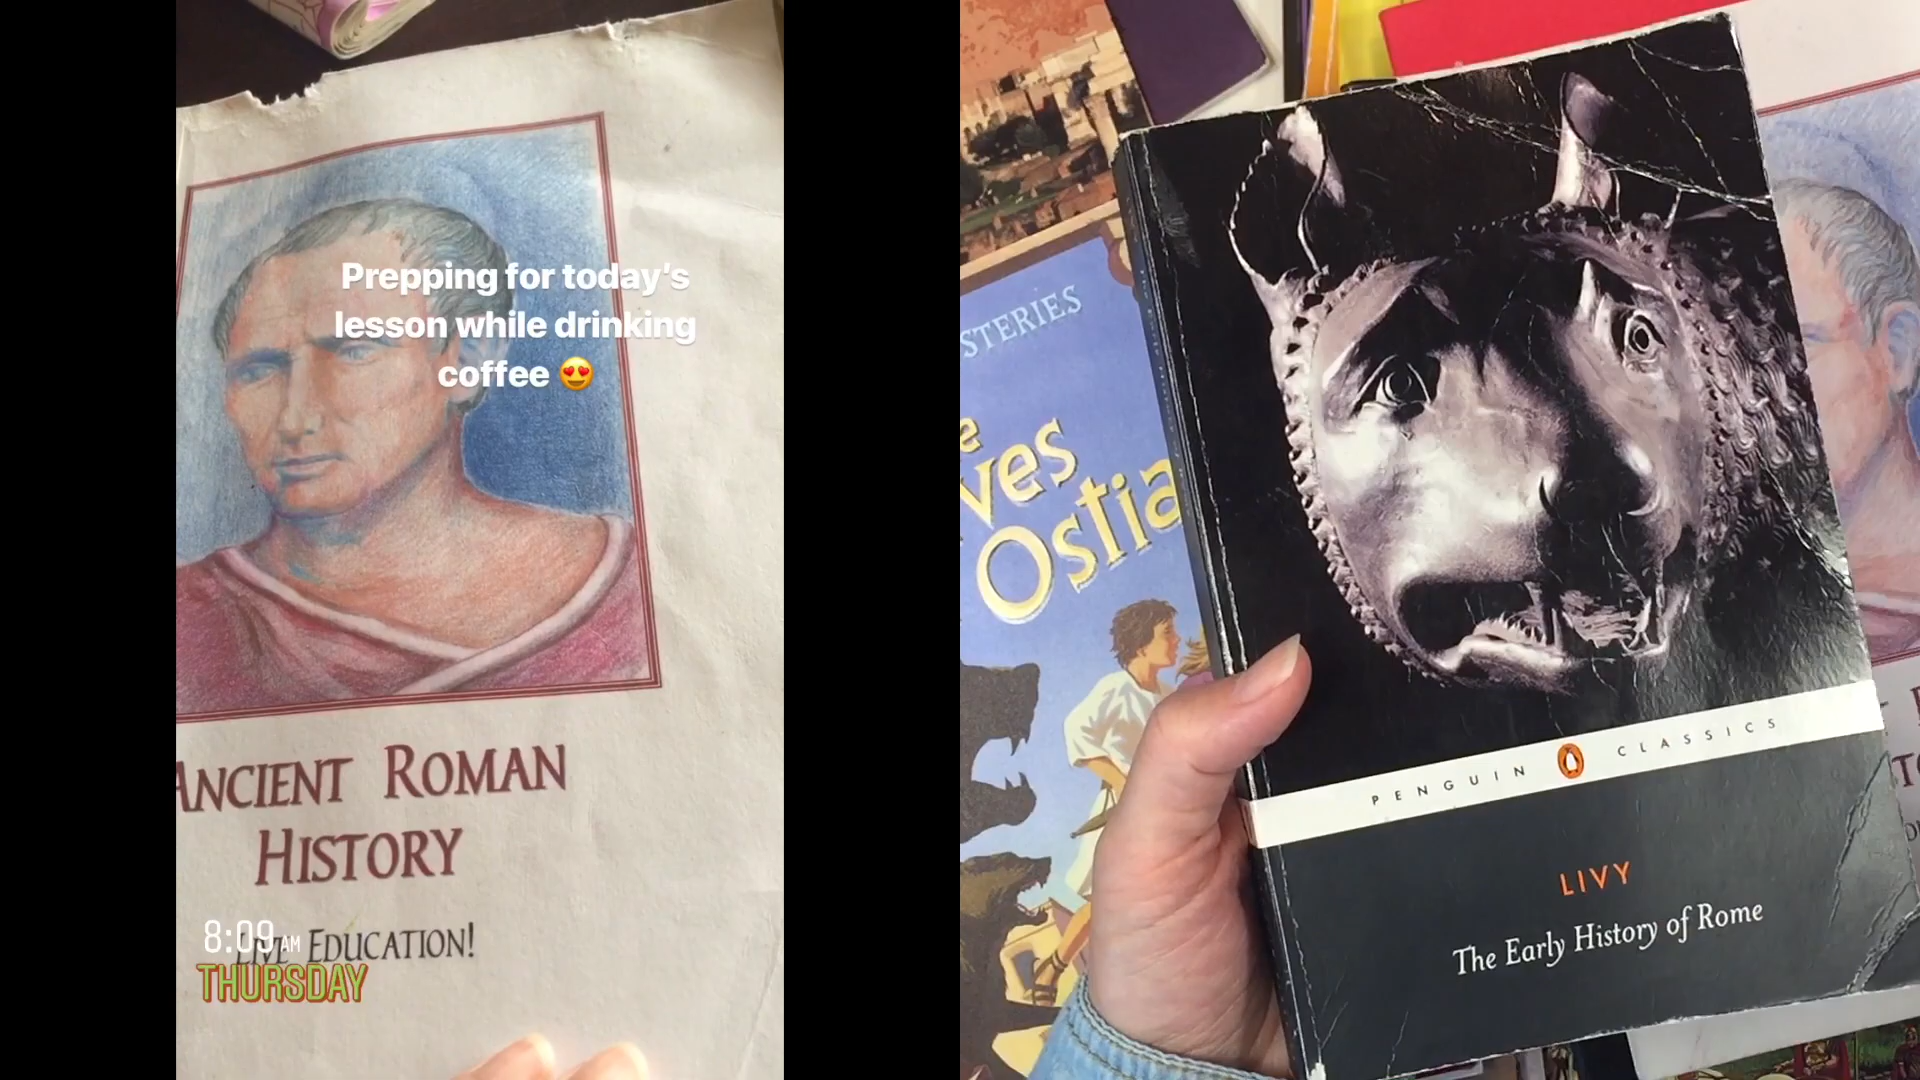 Prepping for today's
lesson while drinking
coffee 😍
ANCIENT ROMAN
HISTORY
LIVE EDUCATION!
8:09 AM
THURSDAY
STERIES
Ostia
PENGUIN CLASSICS
LIVY
The Early History of Rome